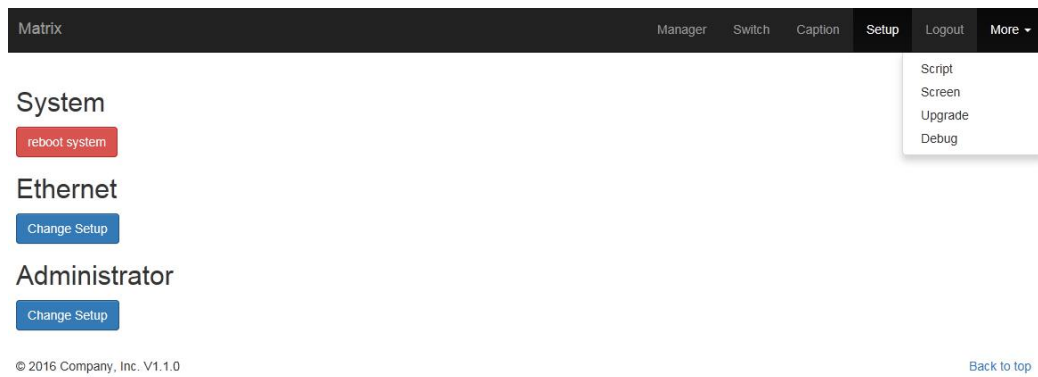 Matrix Manager Switch Caption Setup Logout More
Script
Screen
Upgrade
Debug
System
reboot system
Ethernet
Change Setup
Administrator
Change Setup
© 2016 Company, Inc. V1.1.0 Back to top